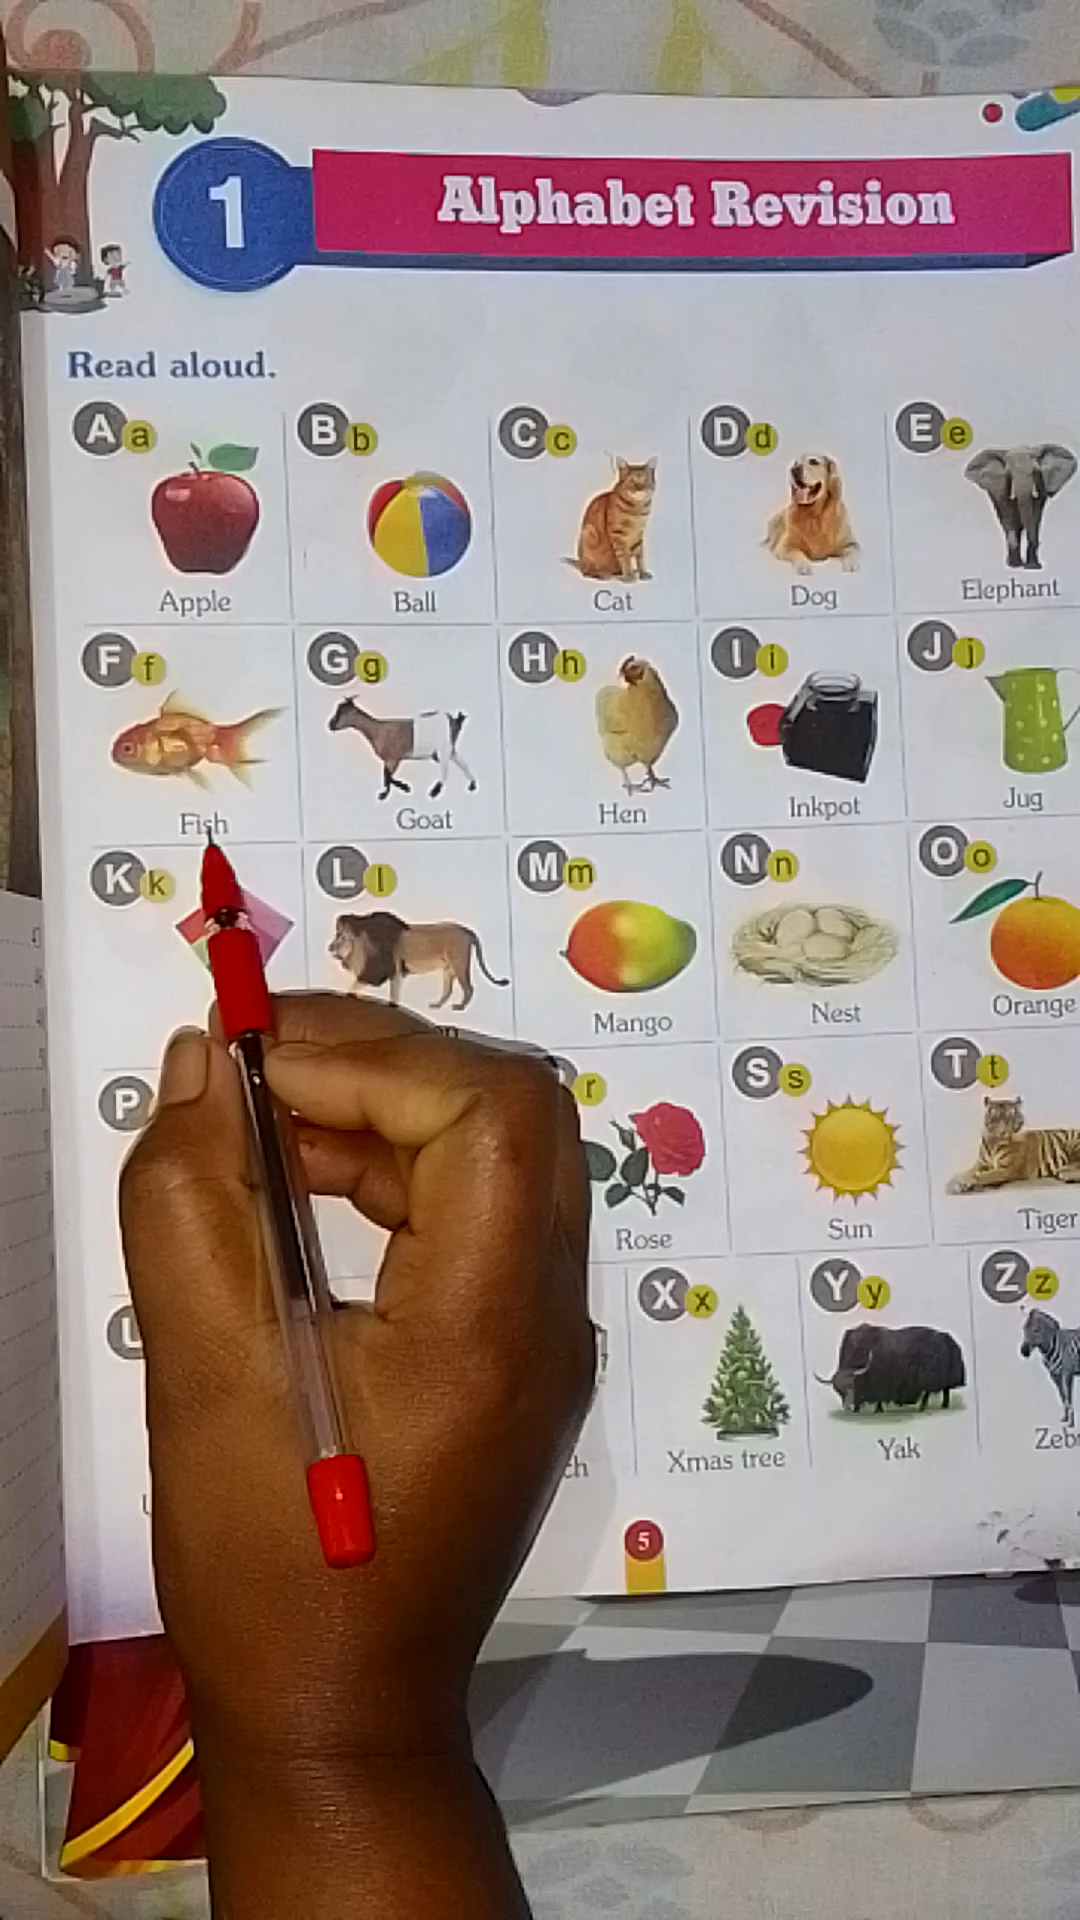 1
Alphabet Revision
Read aloud.
A a B b C c D d E e
Apple Ball Cat Dog Elephant
F f G g H h I i J j
Fish Goat Hen Inkpot Jug
K k L l M m N n O o
Mango Nest Orange
P r S s T t
Rose Sun Tiger
X x Y y Z z
Xmas tree Yak
5